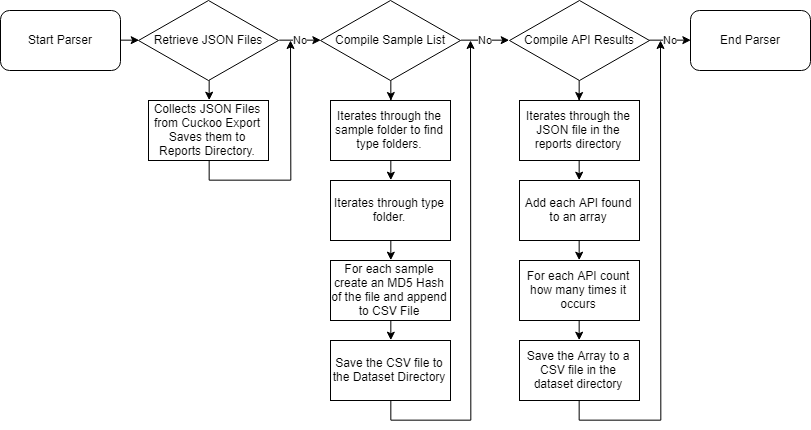 Start Parser
Retrieve JSON Files
No
Compile Sample List
No
Compile API Results
No
End Parser
Collects JSON Files
from Cuckoo Export
Saves them to
Reports Directory.
Iterates through the
sample folder to find
type folders.
Iterates through type
folder.
For each sample
create an MD5 Hash
of the file and append
to CSV File
Save the CSV file to
the Dataset Directory
Iterates through the
JSON file in the
reports directory
Add each API found
to an array
For each API count
how many times it
occurs
Save the Array to a
CSV file in the
dataset directory